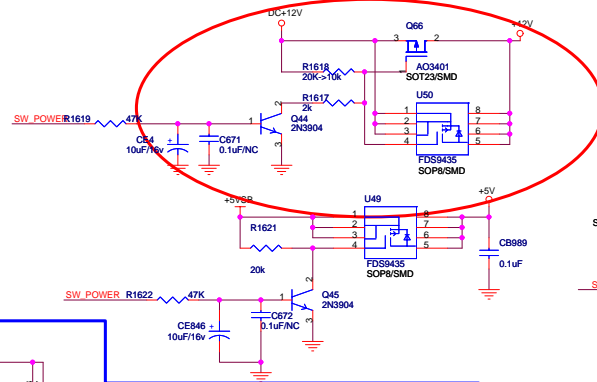 DC+12V
Q66
+12V
3
2
1
R1618
20K->10k
AO3401
SOT23/SMD
R1617
2k
U50
SW_POWER
R1619
47K
1
2
3
Q44
2N3904
CE4
10uF/16v
C671
0.1uF/NC
1
2
3
4
8
7
6
5
FDS9435
SOP8/SMD
U49
+5V
R1621
20k
1
2
3
4
8
7
6
5
FDS9435
SOP8/SMD
CB989
0.1uF
SW_POWER
R1622
47K
1
2
3
Q45
2N3904
CE846
10uF/16v
C672
0.1uF/NC